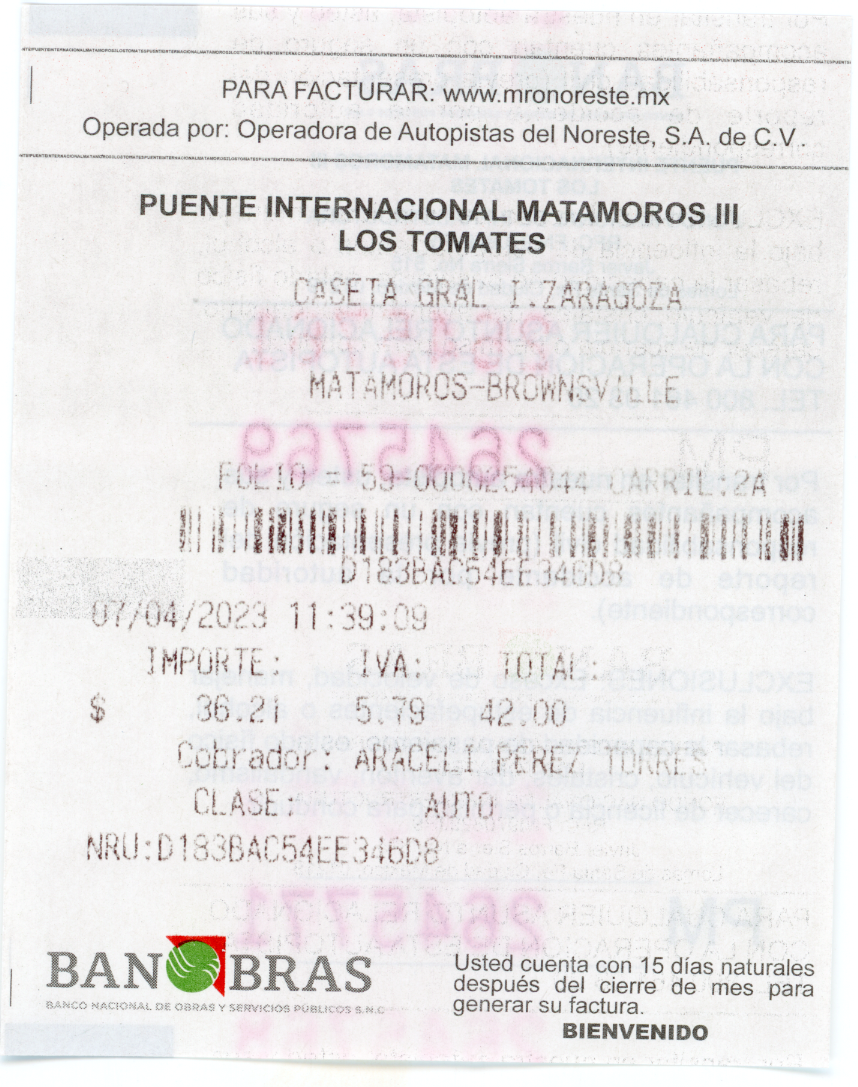 PARA FACTURAR: www.mronoreste.mx
Operada por: Operadora de Autopistas del Noreste, S.A. de C.V.
PUENTE INTERNACIONAL MATAMOROS III
LOS TOMATES
CASETA GRAL I.ZARAGOZA
MATAMOROS-BROWNSVILLE
FOLIO = 59-0000254044 CARRIL:2A
D183BAC54EE346D8
07/04/2023 11:39:09
IMPORTE: IVA: TOTAL:
$ 36.21 5.79 42.00
Cobrador: ARACELI PEREZ TORRES
CLASE: AUTO
NRU:D183BAC54EE346D8
BANOBRAS
BANCO NACIONAL DE OBRAS Y SERVICIOS PÚBLICOS S.N.C
Usted cuenta con 15 días naturales
después del cierre de mes para
generar su factura.
BIENVENIDO